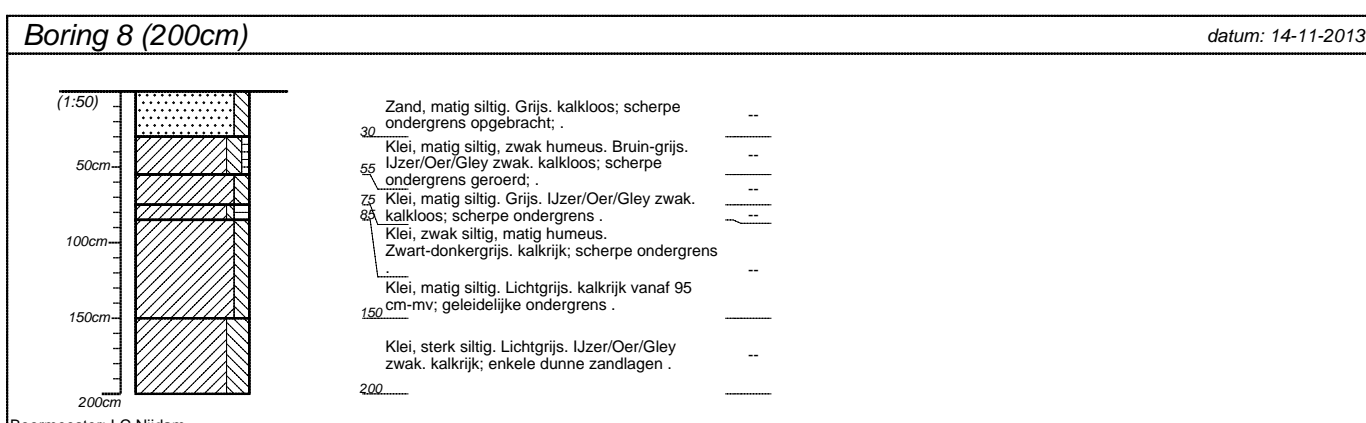 Boring 8 (200cm)
datum: 14-11-2013
(1:50)
50cm
100cm
150cm
200cm
Zand, matig siltig. Grijs. kalkloos; scherpe
ondergrens opgebracht; .
--
30
Klei, matig siltig, zwak humeus. Bruin-grijs.
IJzer/Oer/Gley zwak. kalkloos; scherpe
ondergrens geroerd; .
--
55
Klei, matig siltig. Grijs. IJzer/Oer/Gley zwak.
kalkloos; scherpe ondergrens .
--
75
Klei, zwak siltig, matig humeus.
Zwart-donkergrijs. kalkrijk; scherpe ondergrens
.
--
85
Klei, matig siltig. Lichtgrijs. kalkrijk vanaf 95
cm-mv; geleidelijke ondergrens .
--
150
Klei, sterk siltig. Lichtgrijs. IJzer/Oer/Gley
zwak. kalkrijk; enkele dunne zandlagen .
--
200